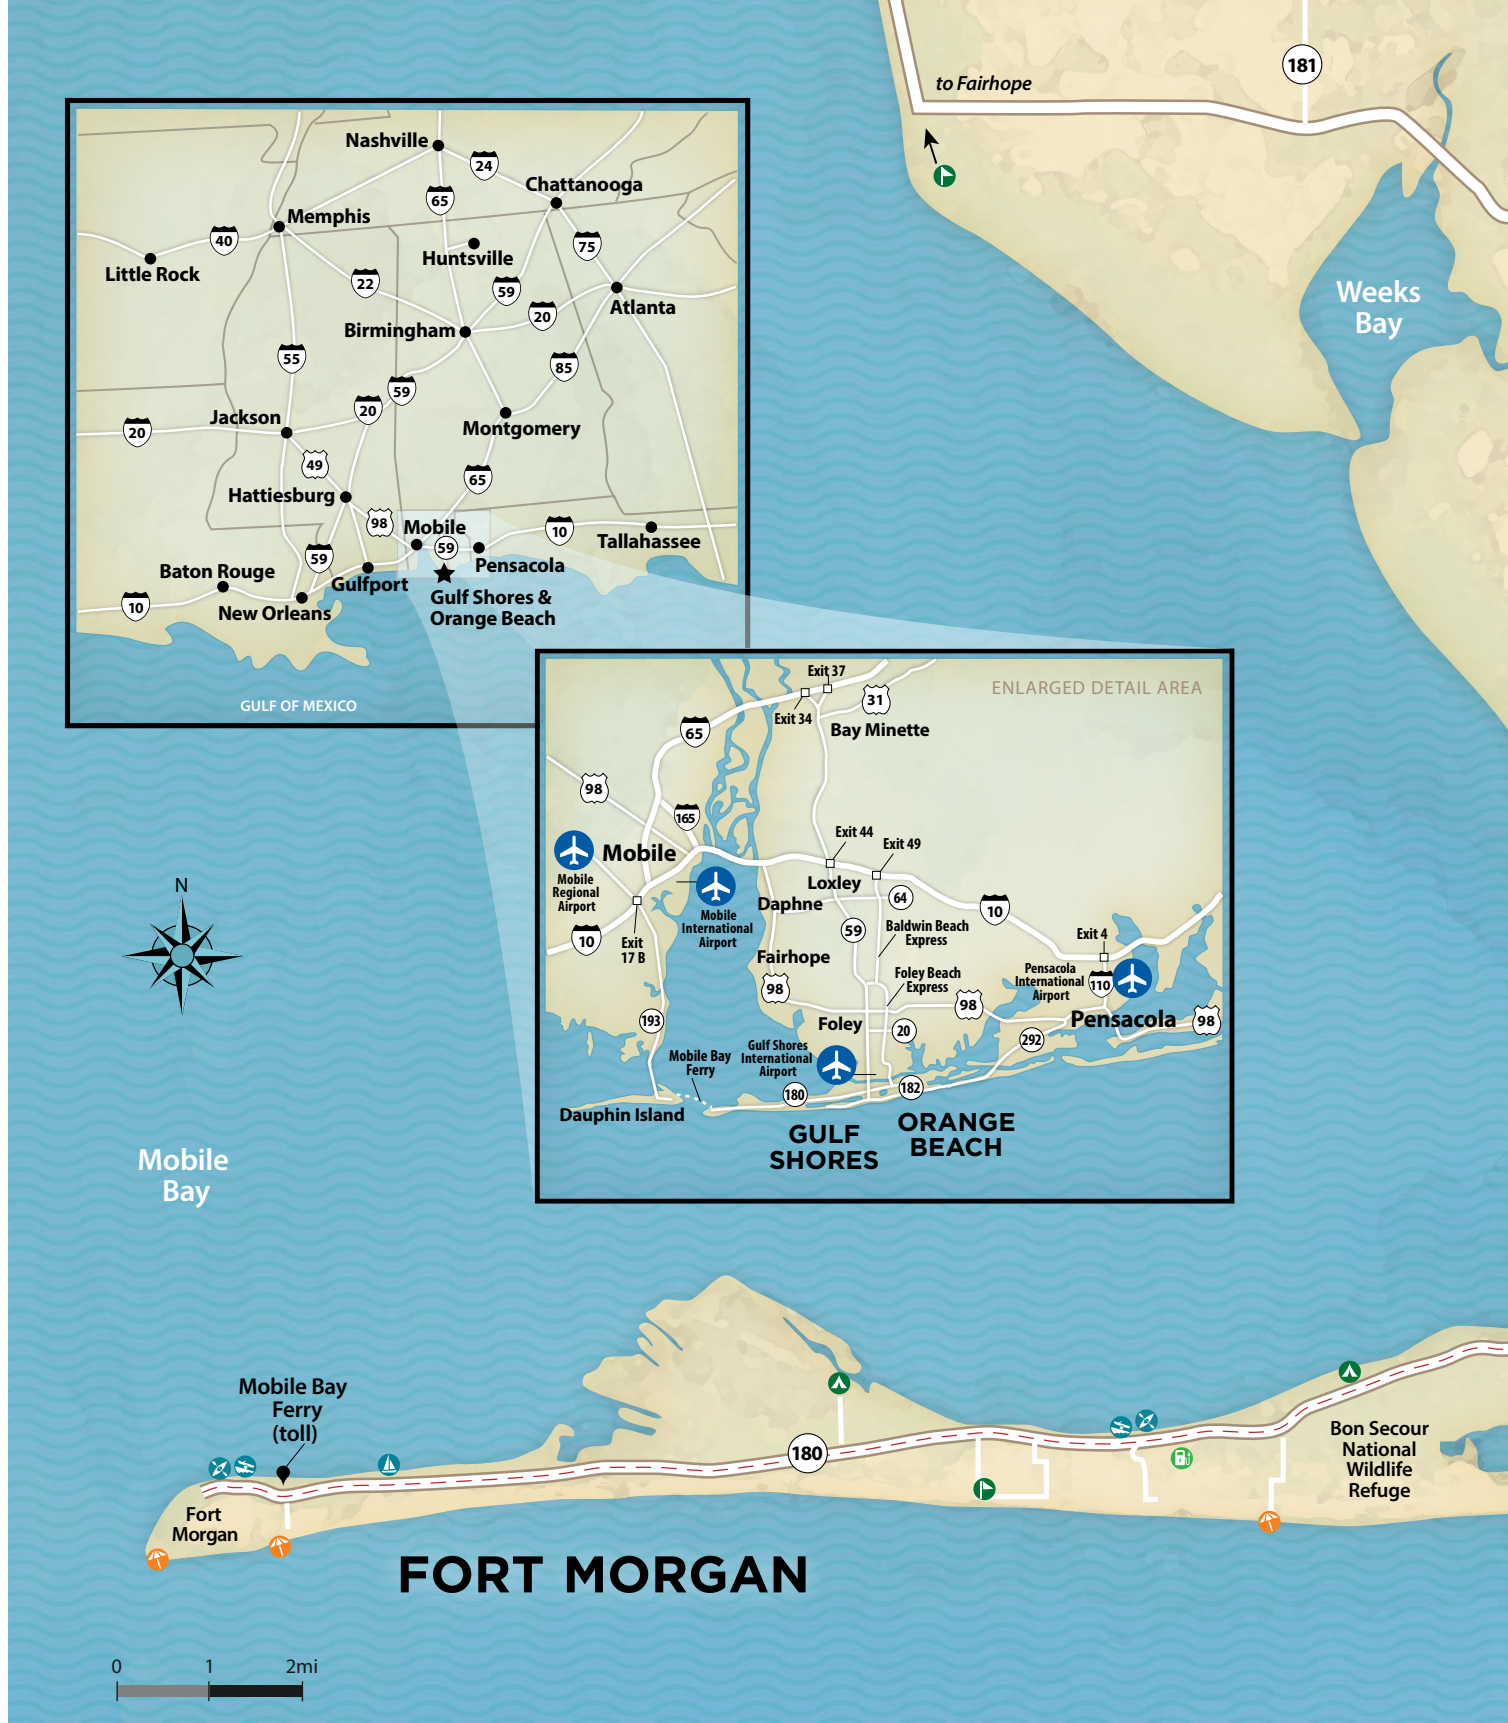 to Fairhope
181
Weeks
Bay
Nashville
24
65
Chattanooga
Memphis
40
Little Rock
Huntsville
75
22
59
20
Atlanta
Birmingham
55
85
59
20
Jackson
20
Montgomery
49
65
Hattiesburg
98
Mobile
59
10
Tallahassee
59
Pensacola
Baton Rouge
Gulfport
10
New Orleans
Gulf Shores &
Orange Beach
GULF OF MEXICO
Exit 37
ENLARGED DETAIL AREA
31
Exit 34
65
Bay Minette
98
165
Exit 44
Exit 49
Mobile
Mobile
Regional
Airport
Loxley
64
Daphne
Mobile
International
Airport
10
10
59
Baldwin Beach
Express
Exit
17 B
Exit 4
Fairhope
Foley Beach
Express
Pensacola
International
Airport
110
98
98
193
Foley
20
Pensacola
98
292
Gulf Shores
International
Airport
Mobile Bay
Ferry
180
182
Dauphin Island
GULF
SHORES
ORANGE
BEACH
N
Mobile
Bay
Mobile Bay
Ferry
(toll)
180
Bon Secour
National
Wildlife
Refuge
Fort
Morgan
FORT MORGAN
0 1 2mi